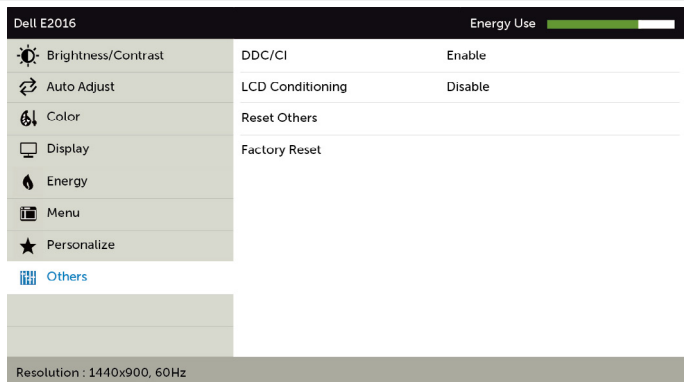 Dell E2016 Energy Use
Brightness/Contrast DDC/CI Enable
Auto Adjust LCD Conditioning Disable
Color Reset Others
Display Factory Reset
Energy
Menu
Personalize
Others
Resolution : 1440x900, 60Hz